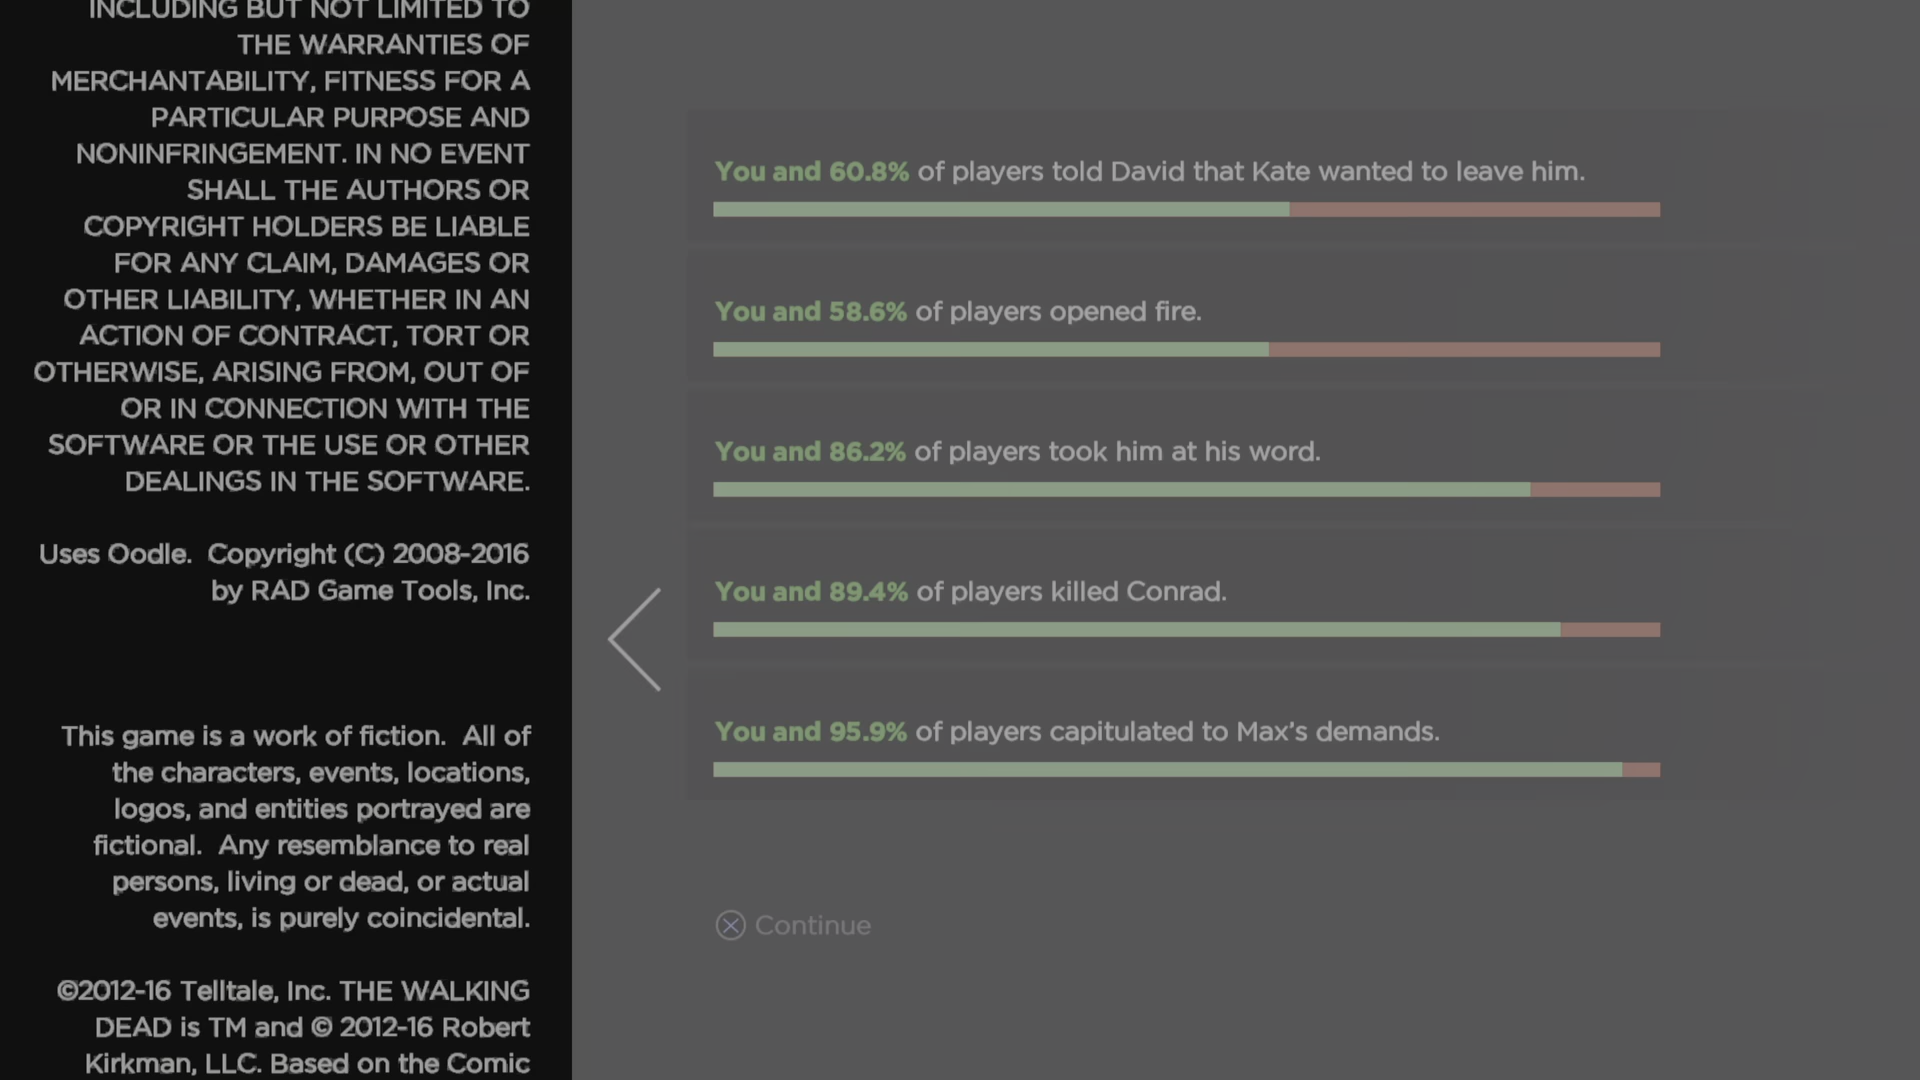 INCLUDING BUT NOT LIMITED TO
THE WARRANTIES OF
MERCHANTABILITY, FITNESS FOR A
PARTICULAR PURPOSE AND
NONINFRINGEMENT. IN NO EVENT
SHALL THE AUTHORS OR
COPYRIGHT HOLDERS BE LIABLE
FOR ANY CLAIM, DAMAGES OR
OTHER LIABILITY, WHETHER IN AN
ACTION OF CONTRACT, TORT OR
OTHERWISE, ARISING FROM, OUT OF
OR IN CONNECTION WITH THE
SOFTWARE OR THE USE OR OTHER
DEALINGS IN THE SOFTWARE.
Uses Oodle.  Copyright (C) 2008-2016
by RAD Game Tools, Inc.
This game is a work of fiction.  All of
the characters, events, locations,
logos, and entities portrayed are
fictional.  Any resemblance to real
persons, living or dead, or actual
events, is purely coincidental.
©2012-16 Telltale, Inc. THE WALKING
DEAD is TM and © 2012-16 Robert
Kirkman, LLC. Based on the Comic
You and 60.8% of players told David that Kate wanted to leave him.
You and 58.6% of players opened fire.
You and 86.2% of players took him at his word.
You and 89.4% of players killed Conrad.
You and 95.9% of players capitulated to Max’s demands.
Continue